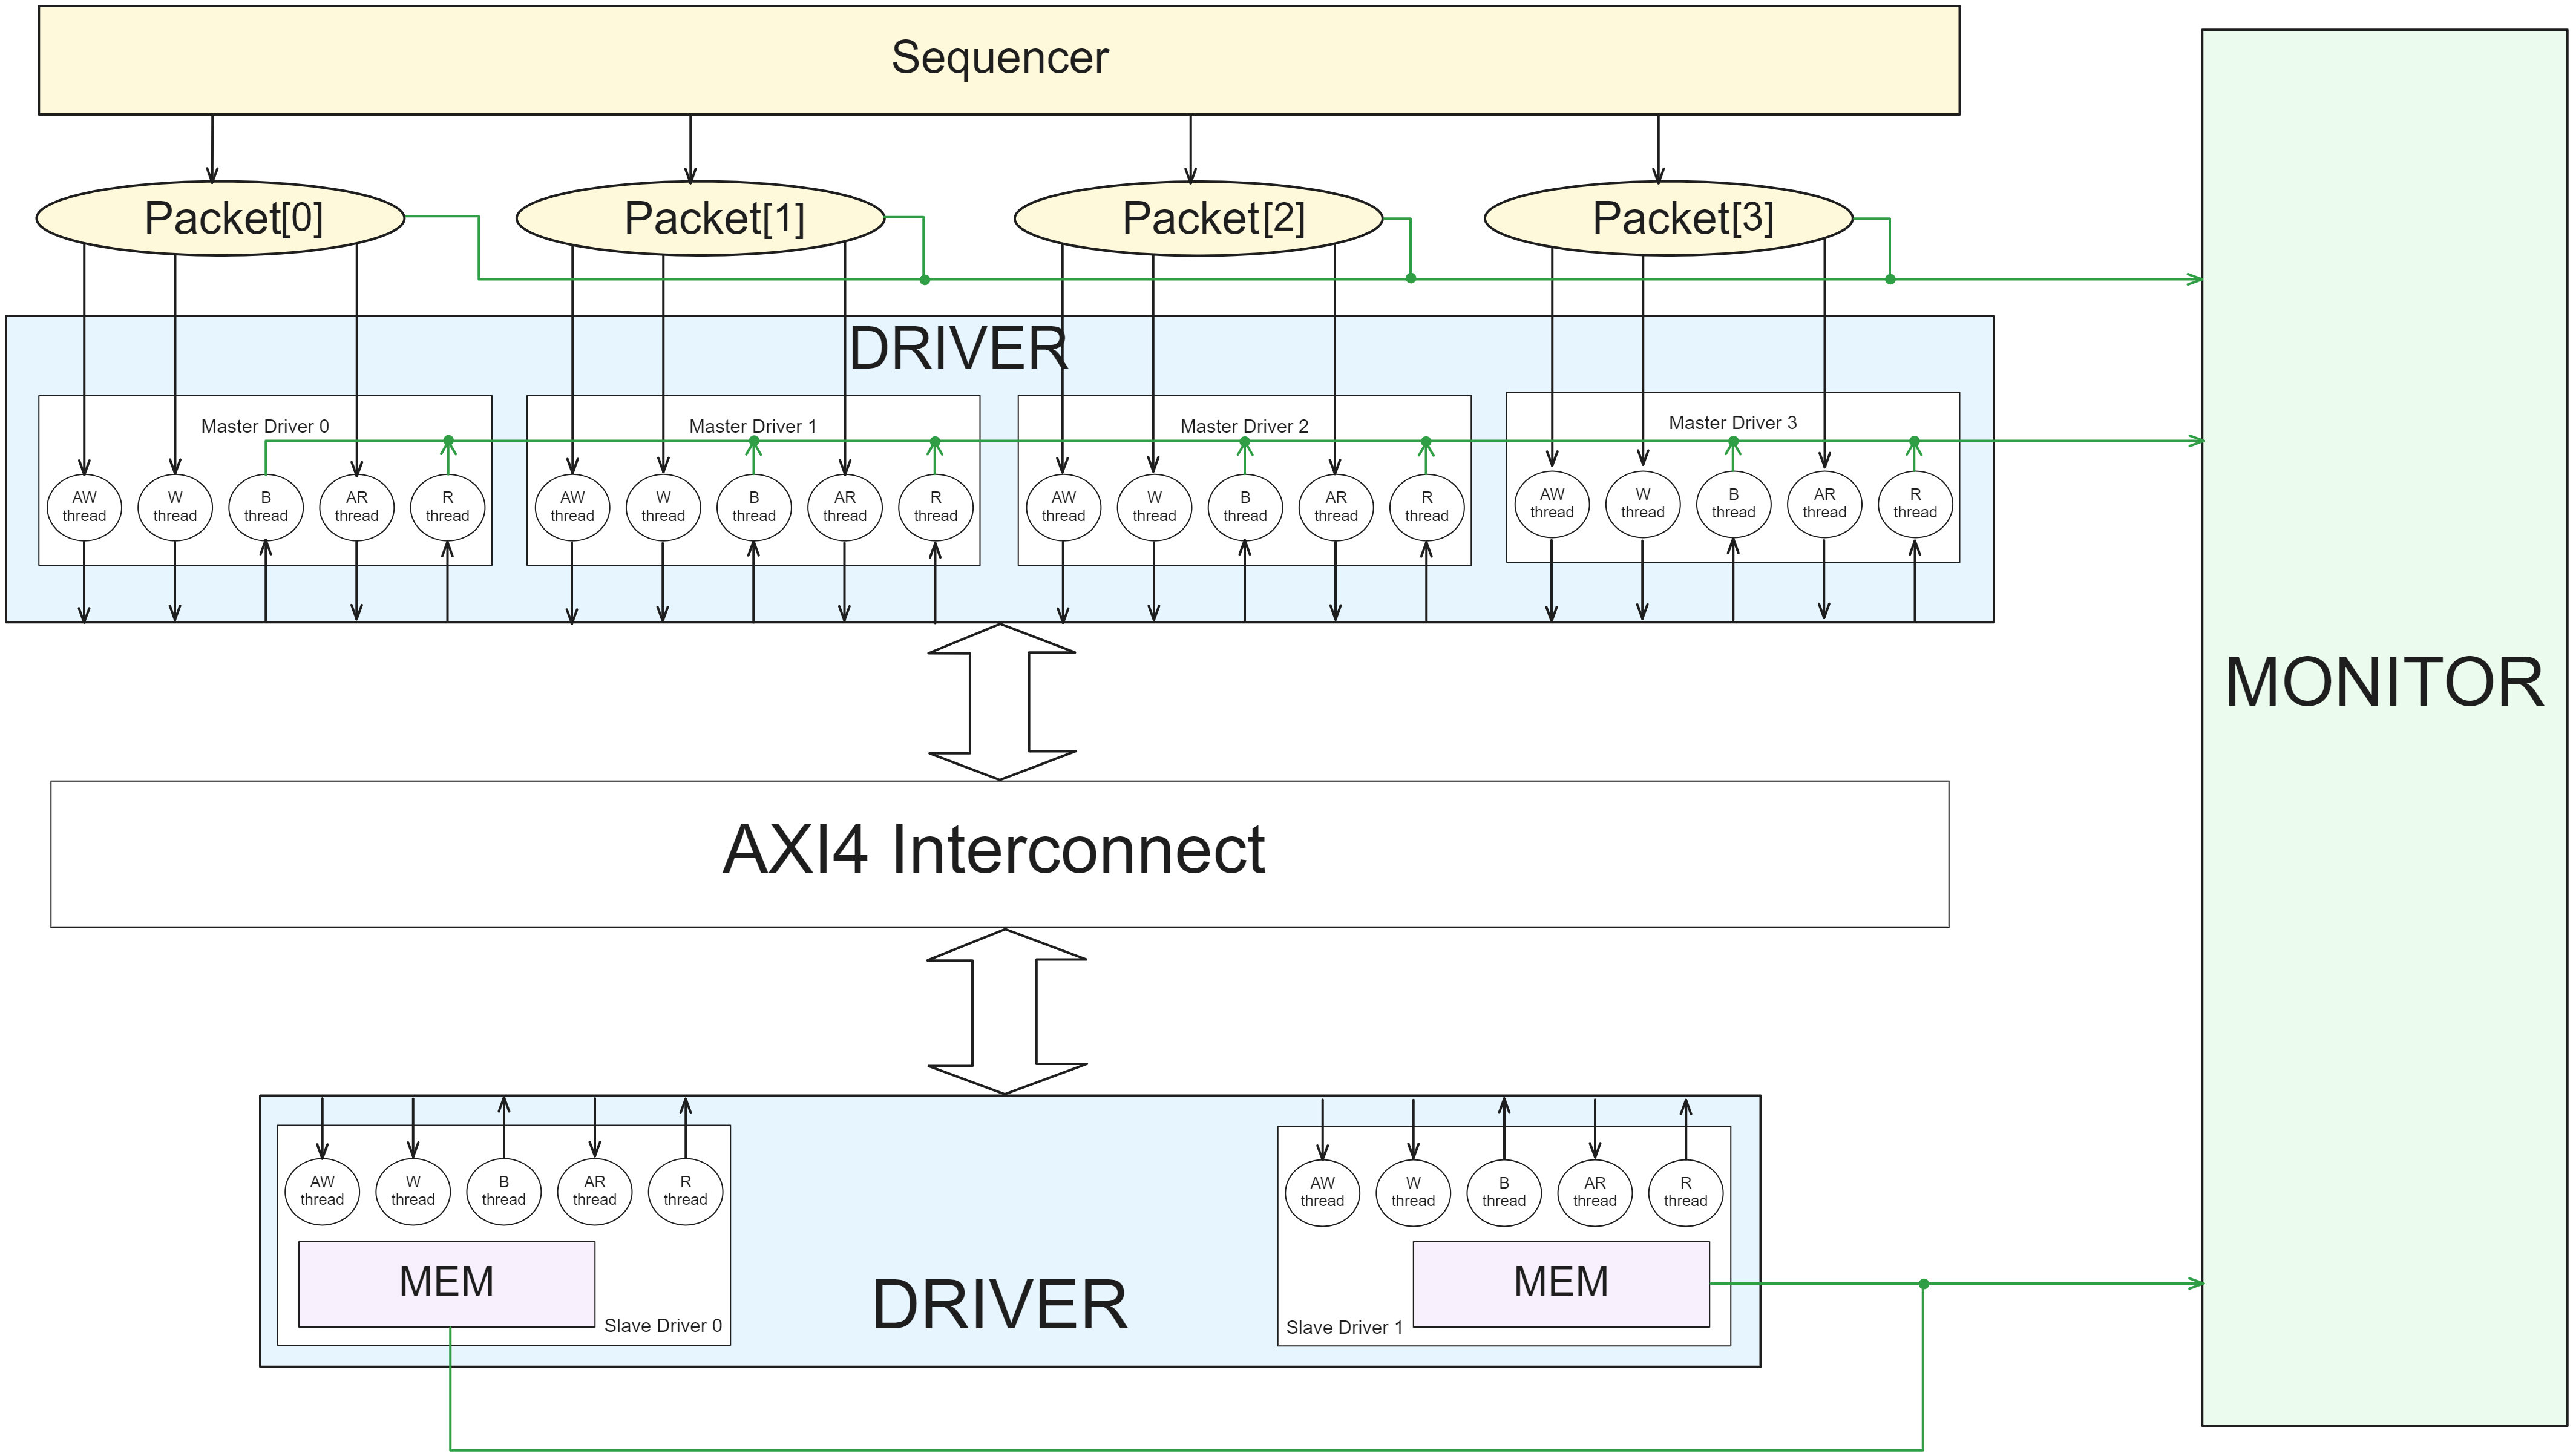 Sequencer
Packet[0]
Packet[1]
Packet[2]
Packet[3]
DRIVER
Master Driver 0
AW
thread
W
thread
B
thread
AR
thread
R
thread
Master Driver 1
AW
thread
W
thread
B
thread
AR
thread
R
thread
Master Driver 2
AW
thread
W
thread
B
thread
AR
thread
R
thread
Master Driver 3
AW
thread
W
thread
B
thread
AR
thread
R
thread
MONITOR
AXI4 Interconnect
AW
thread
W
thread
B
thread
AR
thread
R
thread
MEM
Slave Driver 0
DRIVER
AW
thread
W
thread
B
thread
AR
thread
R
thread
MEM
Slave Driver 1